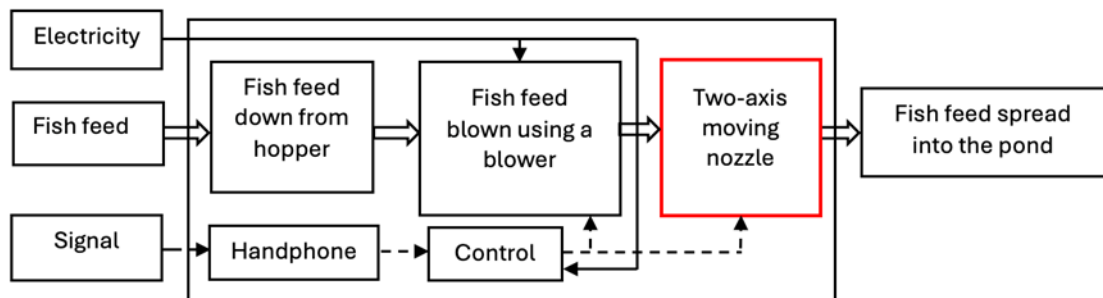 Electricity
Fish feed
Signal
Fish feed
down from
hopper
Handphone
Fish feed
blown using a
blower
Control
Two-axis
moving
nozzle
Fish feed spread
into the pond